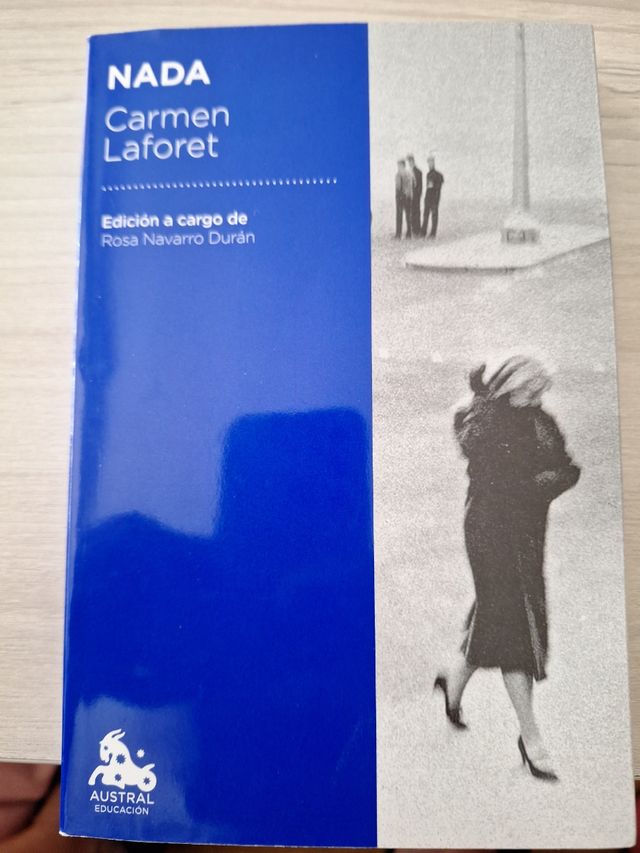 NADA
Carmen
Laforet
Edición a cargo de
Rosa Navarro Durán
AUSTRAL
EDUCACIÓN